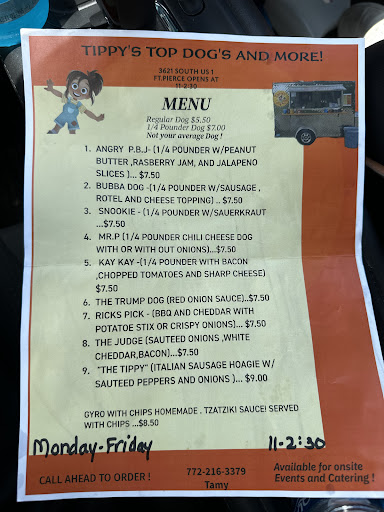 TIPPY'S TOP DOG'S AND MORE!
3621 SOUTH US 1
FT.PIERCE OPENS AT
11-2:30
MENU
Regular Dog $5.50
1/4 Pounder Dog $7.00
Not your average Dog !
1. ANGRY P.B.J- (1/4 POUNDER W/PEANUT
BUTTER ,RASBERRY JAM, AND JALAPENO
SLICES )... $7.50
2. BUBBA DOG -(1/4 POUNDER W/SAUSAGE ,
ROTEL AND CHEESE TOPPING) .. $7.50
3. SNOOKIE - (1/4 POUNDER W/SAUERKRAUT
...$7.50
4. MR.P (1/4 POUNDER CHILI CHEESE DOG
WITH OR WITH OUT ONIONS)...$7.50
5. KAY KAY -(1/4 POUNDER WITH BACON
,CHOPPED TOMATOES AND SHARP CHEESE)
$7.50
6. THE TRUMP DOG (RED ONION SAUCE)..$7.50
7. RICKS PICK - (BBQ AND CHEDDAR WITH
POTATOE STIX OR CRISPY ONIONS)... $7.50
8. THE JUDGE (SAUTEED ONIONS ,WHITE
CHEDDAR,BACON)...$7.50
9. "THE TIPPY" (ITALIAN SAUSAGE HOAGIE W/
SAUTEED PEPPERS AND ONIONS )... $9.00
GYRO WITH CHIPS HOMEMADE . TZATZIKI SAUCE! SERVED
WITH CHIPS ...$8.50
Monday-Friday 11-2:30
CALL AHEAD TO ORDER !
772-216-3379
Tamy
Available for onsite
Events and Catering !